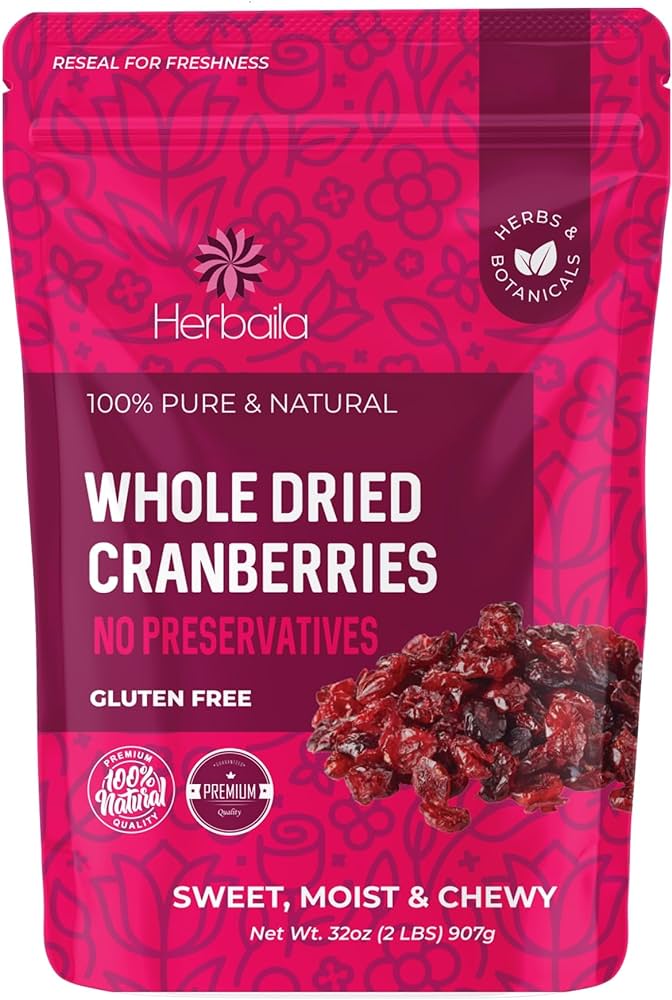 RESEAL FOR FRESHNESS
HERBS &
BOTANICALS
Herbaila
100% PURE & NATURAL
WHOLE DRIED
CRANBERRIES
NO PRESERVATIVES
GLUTEN FREE
PREMIUM
100%
Natural
QUALITY
GUARANTEED
PREMIUM
Quality
SWEET, MOIST & CHEWY
Net Wt. 32oz (2 LBS) 907g